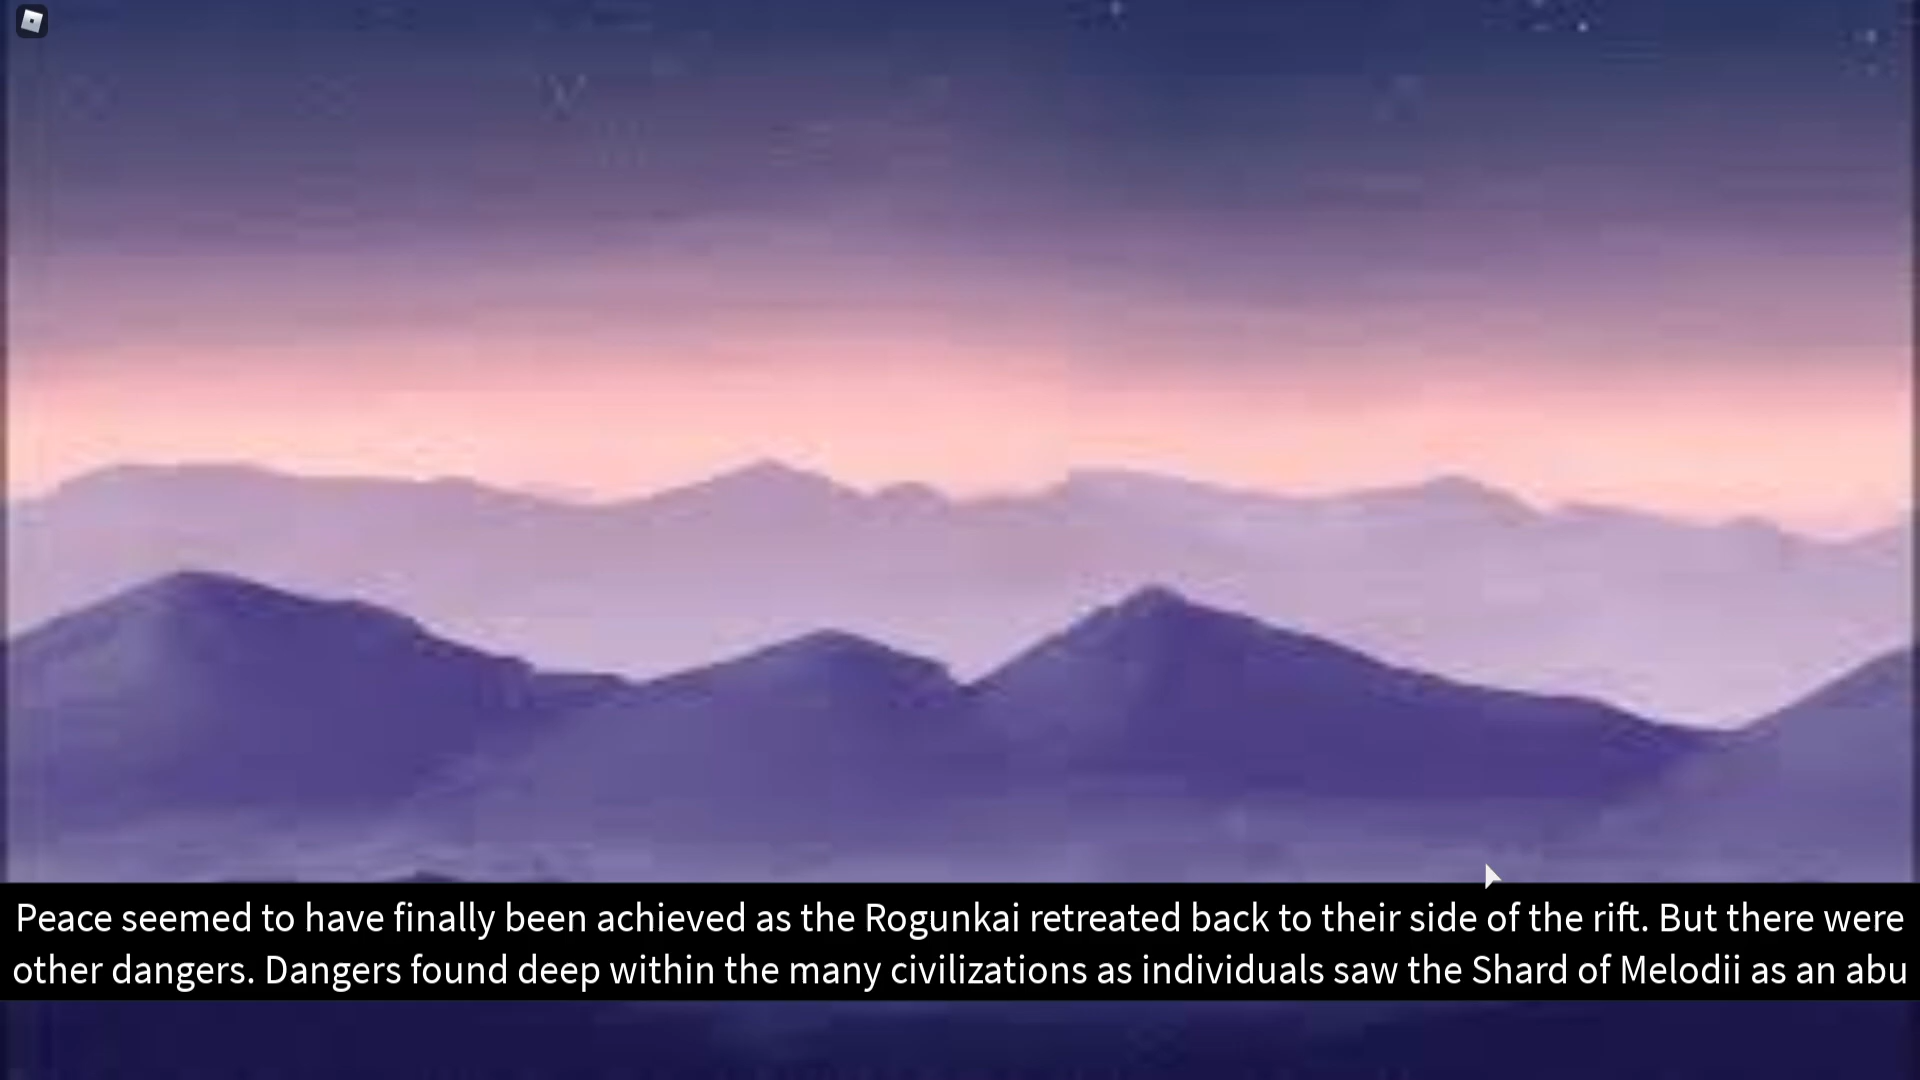 Peace seemed to have finally been achieved as the Rogunkai retreated back to their side of the rift. But there were
other dangers. Dangers found deep within the many civilizations as individuals saw the Shard of Melodii as an abu